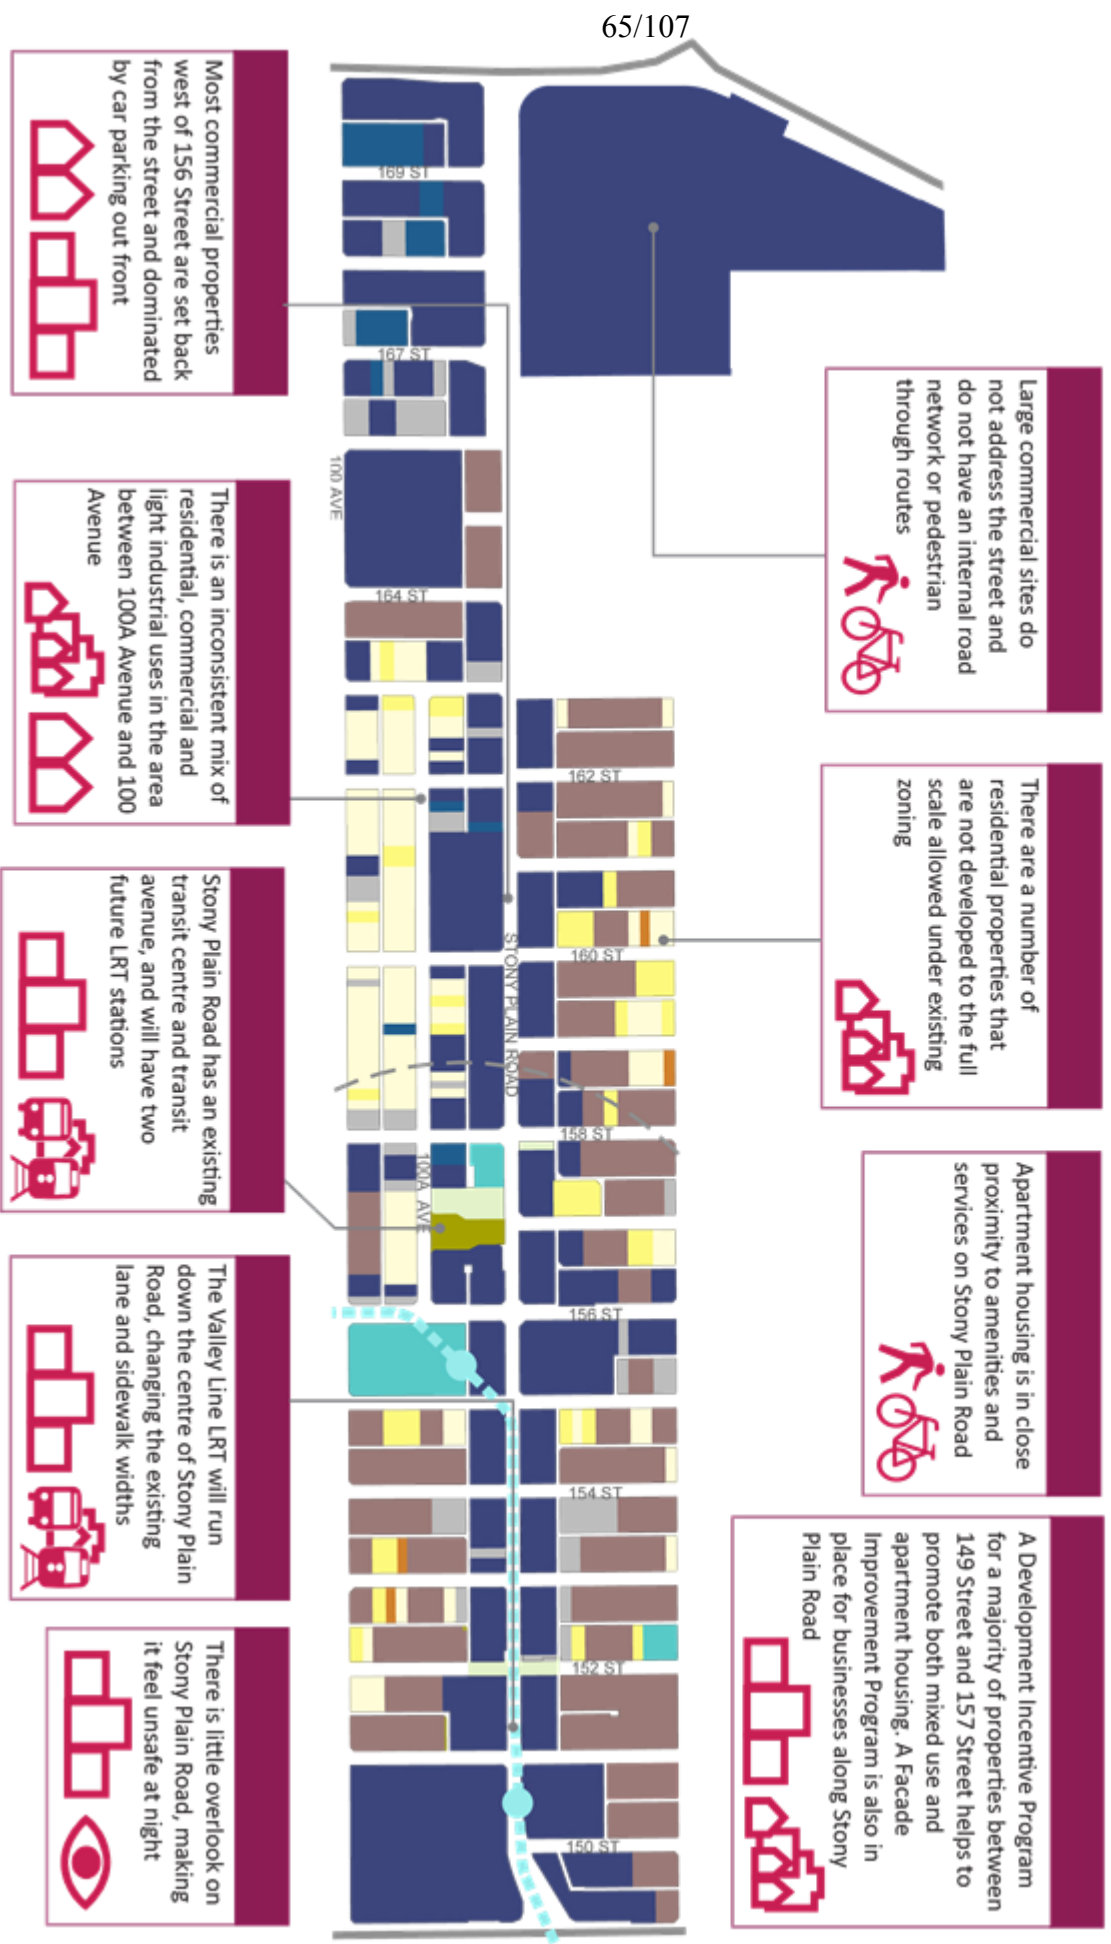 65/107
Large commercial sites do
not address the street and
do not have an internal road
network or pedestrian
through routes
There are a number of
residential properties that
are not developed to the full
scale allowed under existing
zoning
Apartment housing is in close
proximity to amenities and
services on Stony Plain Road
A Development Incentive Program
for a majority of properties between
149 Street and 157 Street helps to
promote both mixed use and
apartment housing. A Facade
Improvement Program is also in
place for businesses along Stony
Plain Road
162 ST
160 ST
158 ST
156 ST
154 ST
152 ST
150 ST
STONY PLAIN ROAD
169 ST
167 ST
164 ST
100A AVE
100 AVE
Most commercial properties
west of 156 Street are set back
from the street and dominated
by car parking out front
There is an inconsistent mix of
residential, commercial and
light industrial uses in the area
between 100A Avenue and 100
Avenue
Stony Plain Road has an existing
transit centre and transit
avenue, and will have two
future LRT stations
The Valley Line LRT will run
down the centre of Stony Plain
Road, changing the existing
lane and sidewalk widths
There is little overlook on
Stony Plain Road, making
it feel unsafe at night